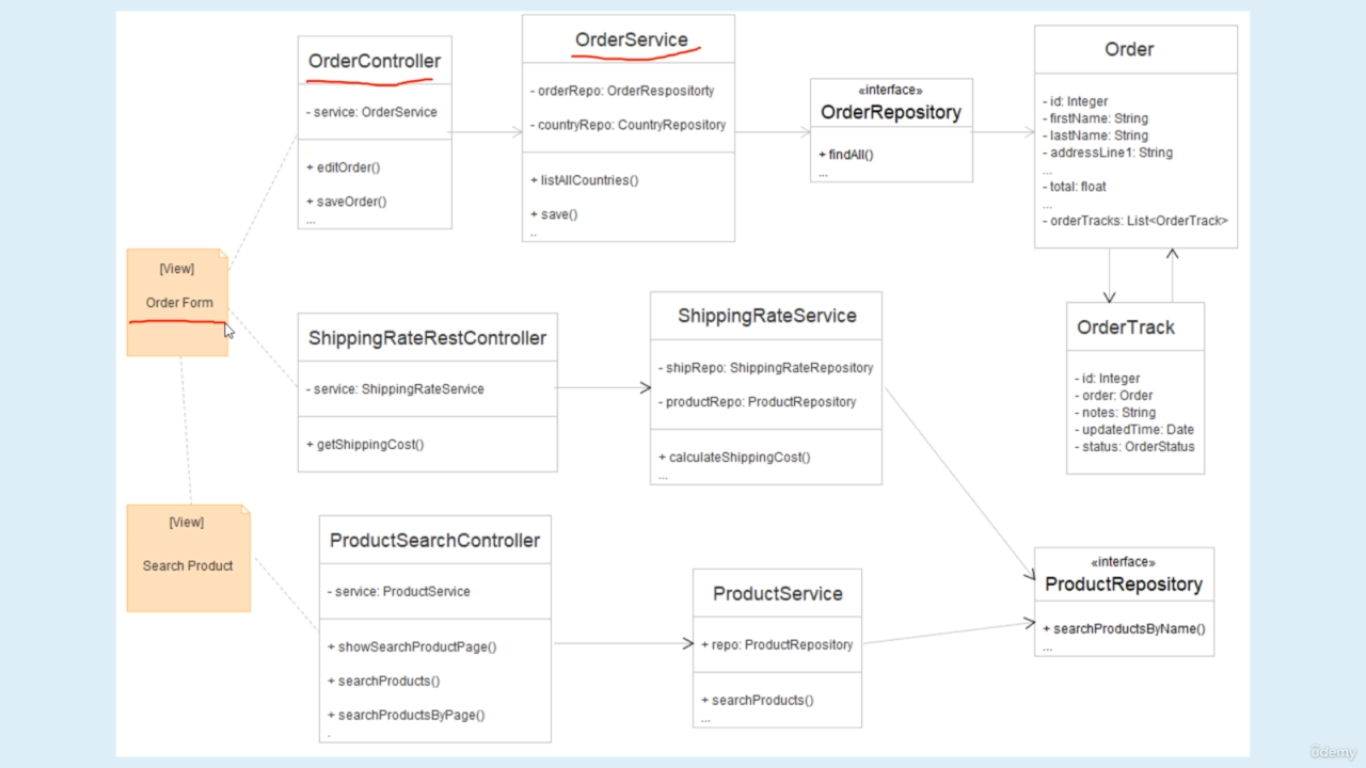 OrderController
- service: OrderService
+ editOrder()
+ saveOrder()
...
OrderService
- orderRepo: OrderRespositorty
- countryRepo: CountryRepository
+ listAllCountries()
+ save()
..
«interface»
OrderRepository
+ findAll()
...
Order
- id: Integer
- firstName: String
- lastName: String
- addressLine1: String
...
- total: float
...
- orderTracks: List<OrderTrack>
[View]
Order Form
ShippingRateRestController
- service: ShippingRateService
+ getShippingCost()
ShippingRateService
- shipRepo: ShippingRateRepository
- productRepo: ProductRepository
+ calculateShippingCost()
...
OrderTrack
- id: Integer
- order: Order
- notes: String
- updatedTime: Date
- status: OrderStatus
[View]
Search Product
ProductSearchController
- service: ProductService
+ showSearchProductPage()
+ searchProducts()
+ searchProductsByPage()
.
ProductService
+ repo: ProductRepository
+ searchProducts()
...
«interface»
ProductRepository
+ searchProductsByName()
...
ûdemy